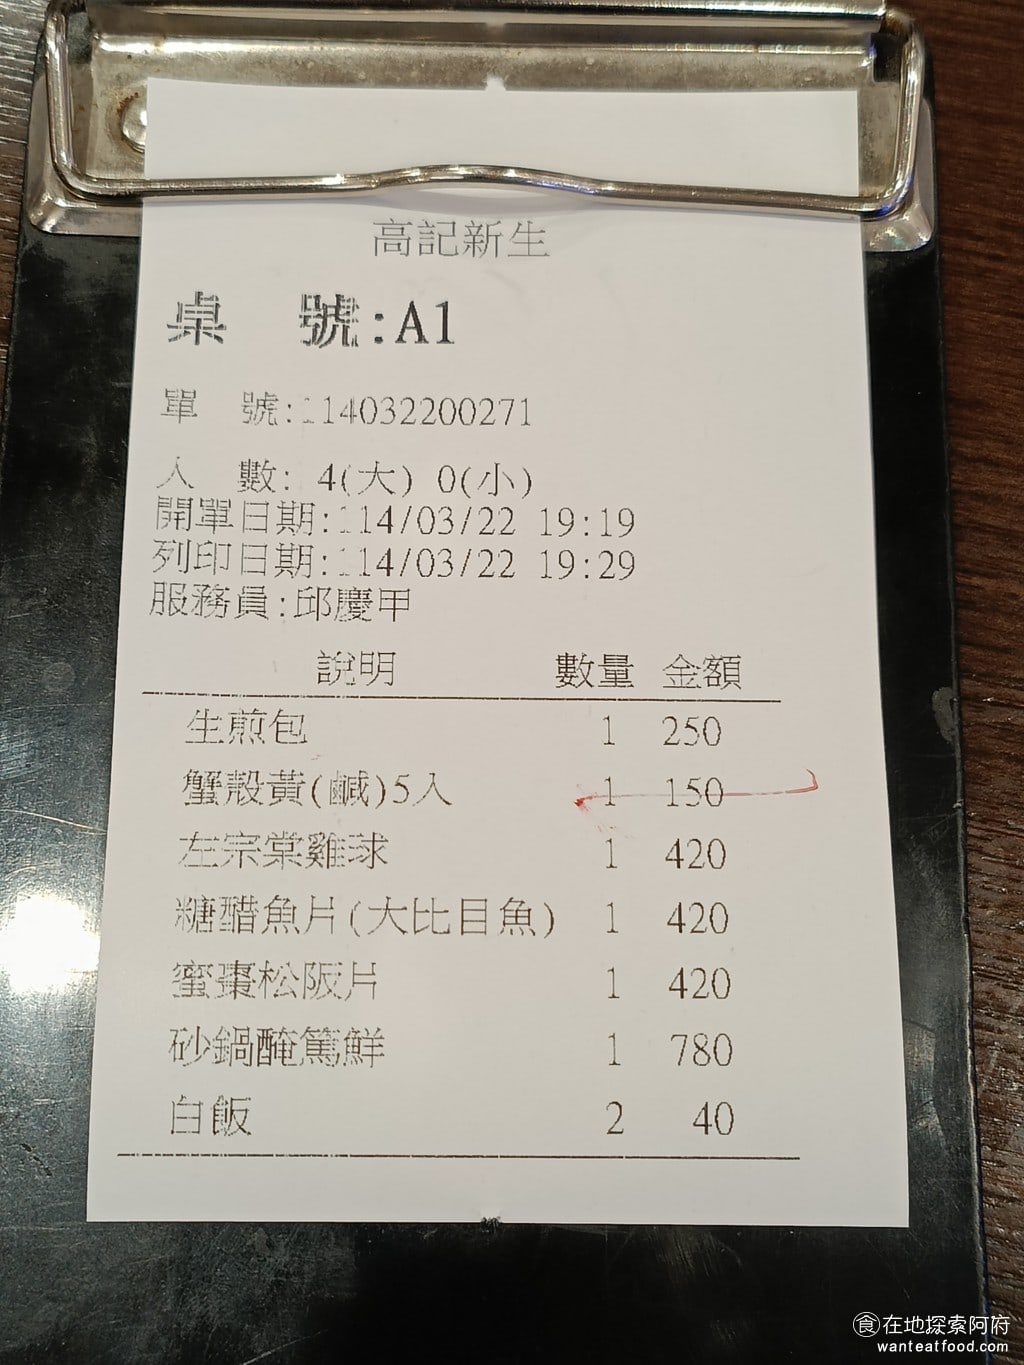 高記新生
桌 號:A1
單 號:114032200271
人 數: 4(大) 0(小)
開單日期:114/03/22 19:19
列印日期:114/03/22 19:29
服務員:邱慶甲
說明 數量 金額
生煎包 1 250
蟹殼黃(鹹)5入 1 150
左宗棠雞球 1 420
糖醋魚片(大比目魚) 1 420
蜜棗松阪片 1 420
砂鍋醃篤鮮 1 780
白飯 2 40
食在地探索阿府
wanteatfood.com